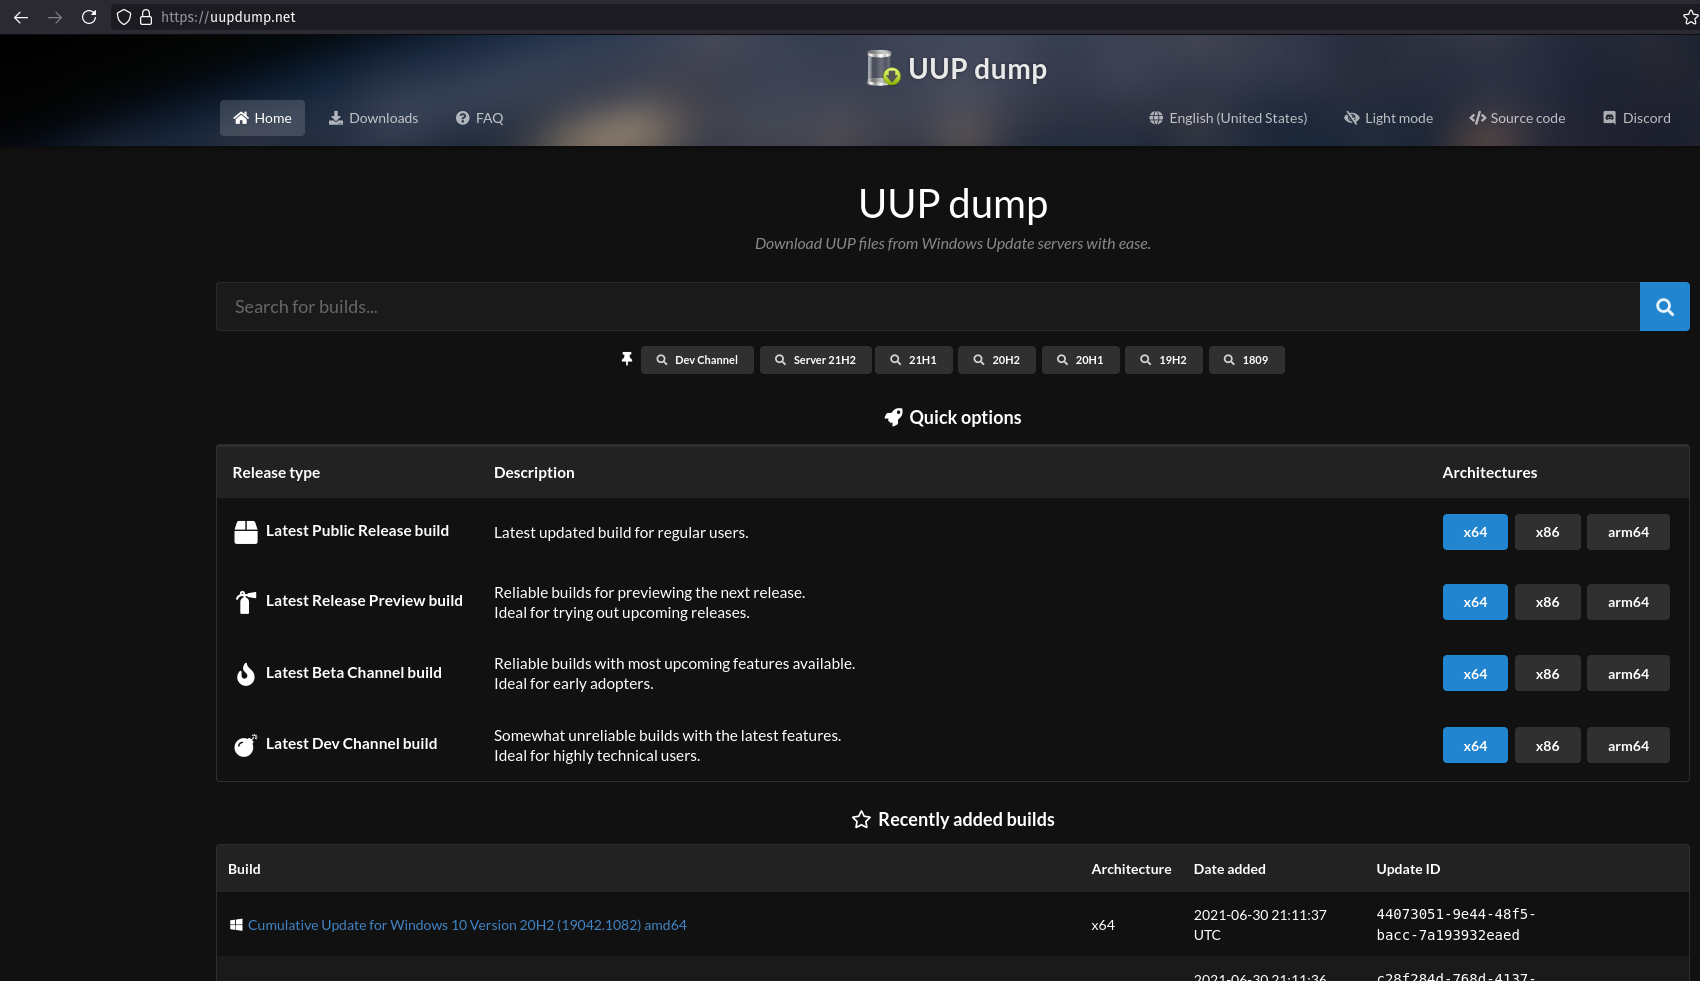 https://uupdump.net
UUP dump
Home Downloads FAQ English (United States) Light mode Source code Discord
UUP dump
Download UUP files from Windows Update servers with ease.
Search for builds...
Dev Channel Server 21H2 21H1 20H2 20H1 19H2 1809
Quick options
Release type Description Architectures
Latest Public Release build Latest updated build for regular users. x64 x86 arm64
Latest Release Preview build Reliable builds for previewing the next release.
Ideal for trying out upcoming releases. x64 x86 arm64
Latest Beta Channel build Reliable builds with most upcoming features available.
Ideal for early adopters. x64 x86 arm64
Latest Dev Channel build Somewhat unreliable builds with the latest features.
Ideal for highly technical users. x64 x86 arm64
Recently added builds
Build Architecture Date added Update ID
Cumulative Update for Windows 10 Version 20H2 (19042.1082) amd64 x64 2021-06-30 21:11:37
UTC 44073051-9e44-48f5-
bacc-7a193932eaed
2021-06-30 21:11:36 c28f284d-768d-4137-